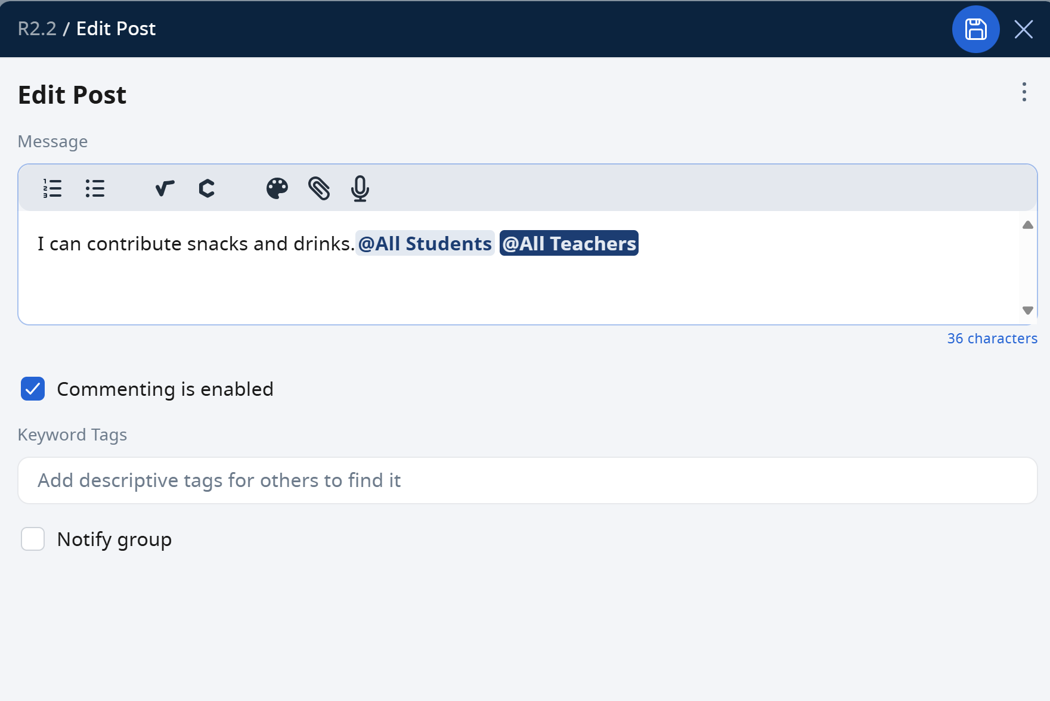 R2.2 / Edit Post
Edit Post
Message
I can contribute snacks and drinks. @All Students @All Teachers
36 characters
Commenting is enabled
Keyword Tags
Add descriptive tags for others to find it
Notify group